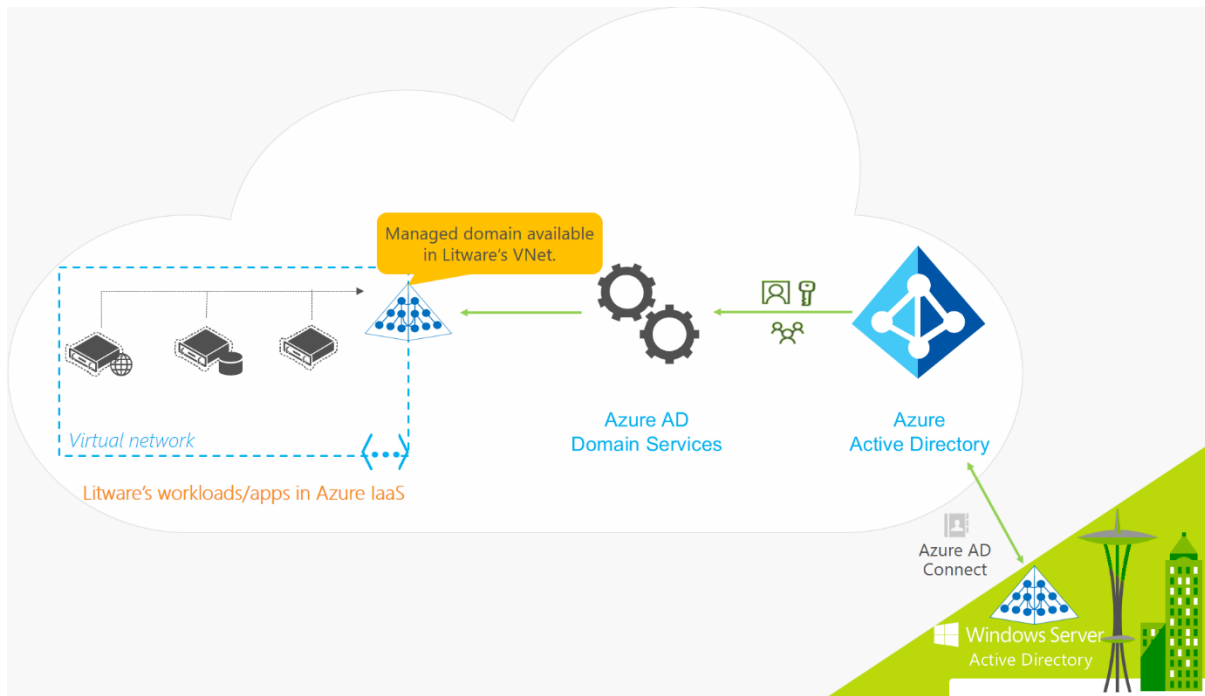 Managed domain available
in Litware's VNet.
Virtual network
Litware's workloads/apps in Azure IaaS
Azure AD
Domain Services
Azure
Active Directory
Azure AD
Connect
Windows Server
Active Directory